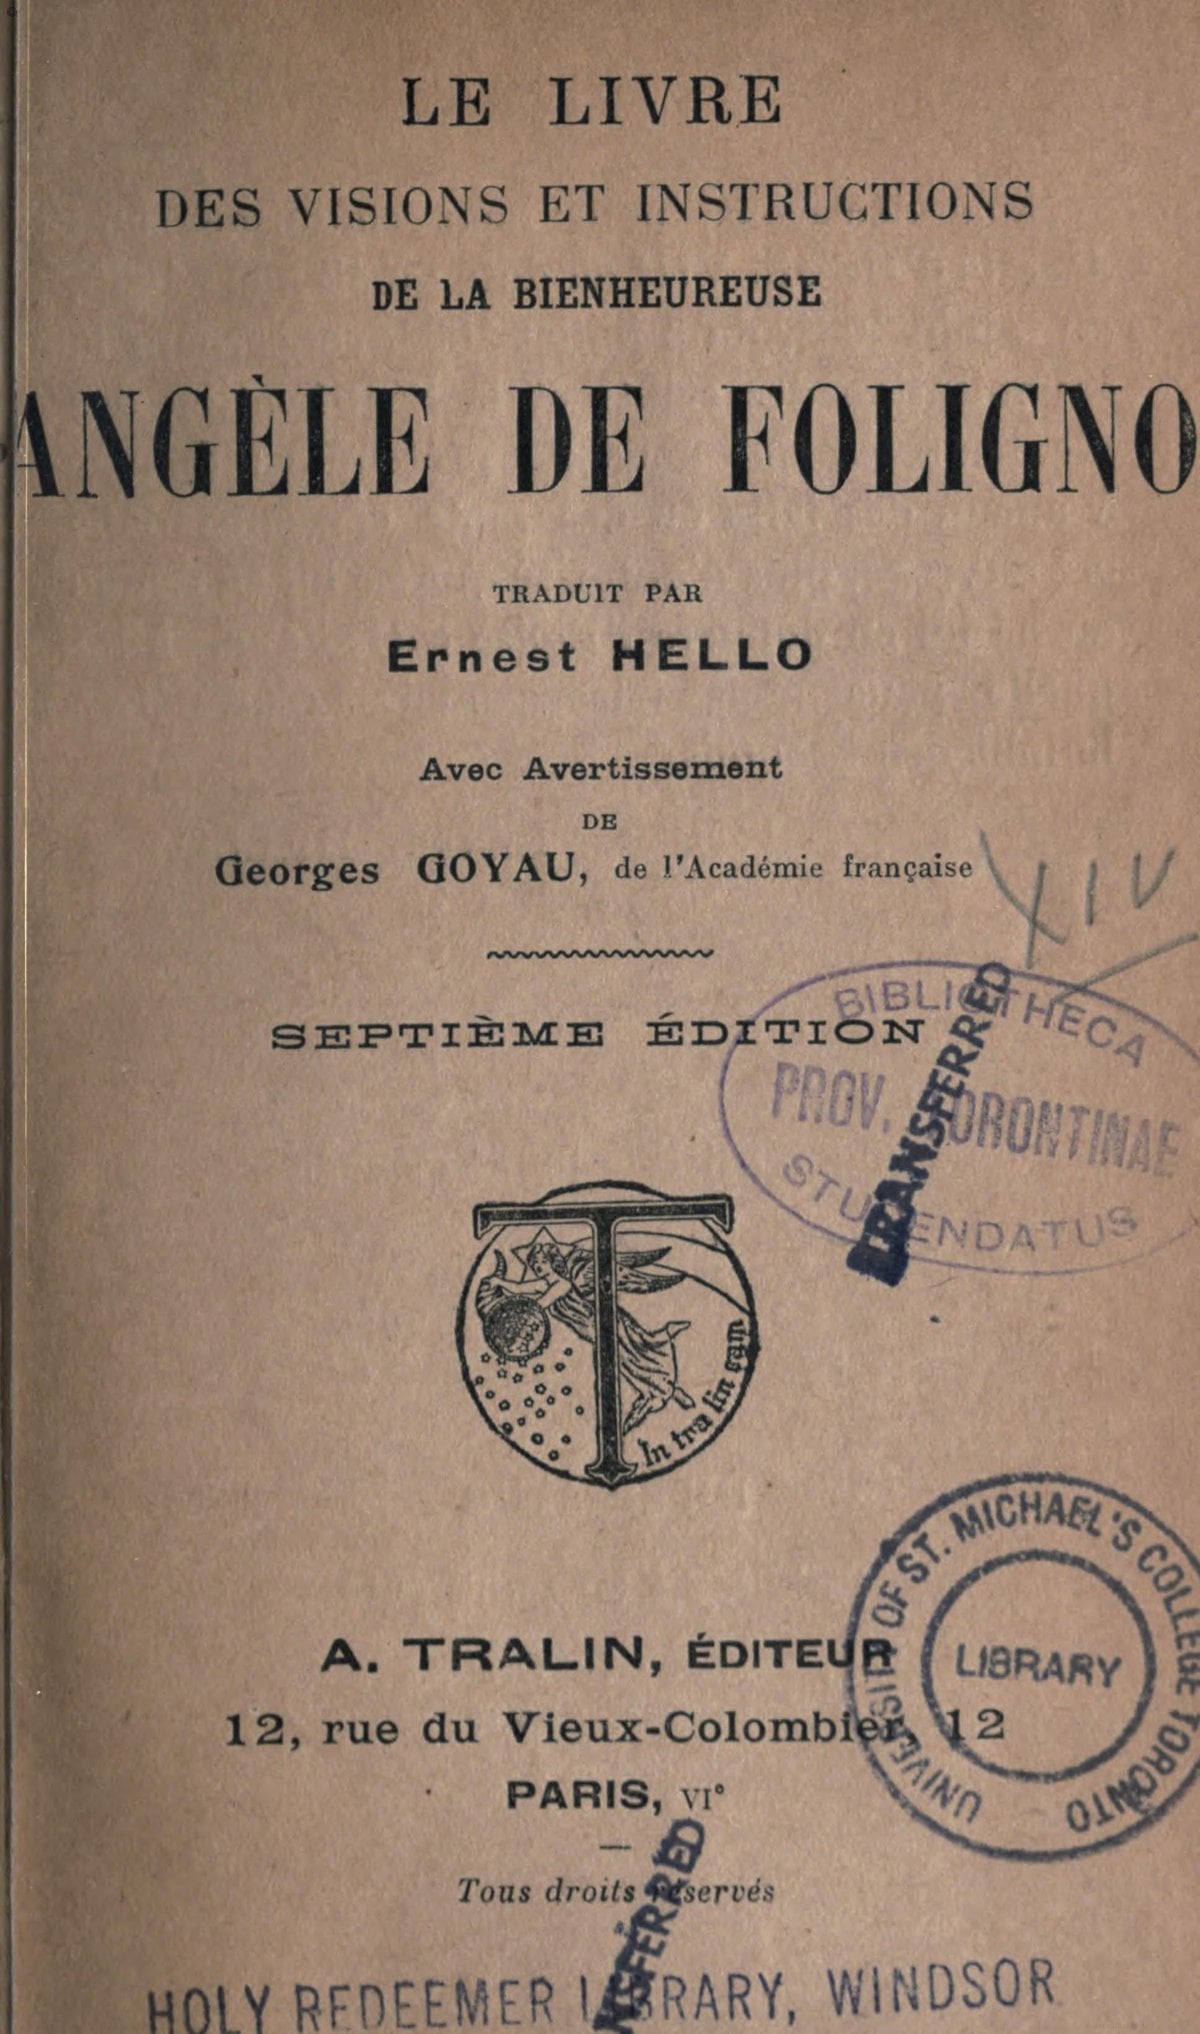 LE LIVRE
DES VISIONS ET INSTRUCTIONS
DE LA BIENHEUREUSE
ANGÈLE DE FOLIGNO
TRADUIT PAR
Ernest HELLO
Avec Avertissement
DE
Georges GOYAU, de l'Académie française
XIV
SEPTIÈME ÉDITION
BIBLIOTHECA
PROV. TORONTINAE
STUDENDATUS
TRANSFERRED
T
In tra lin
A. TRALIN, ÉDITEUR
12, rue du Vieux-Colombier, 12
PARIS, VIe
Tous droits réservés
UNIVERSITY OF ST. MICHAEL'S COLLEGE TORONTO
LIBRARY
TRANSFERRED
HOLY REDEEMER LIBRARY, WINDSOR